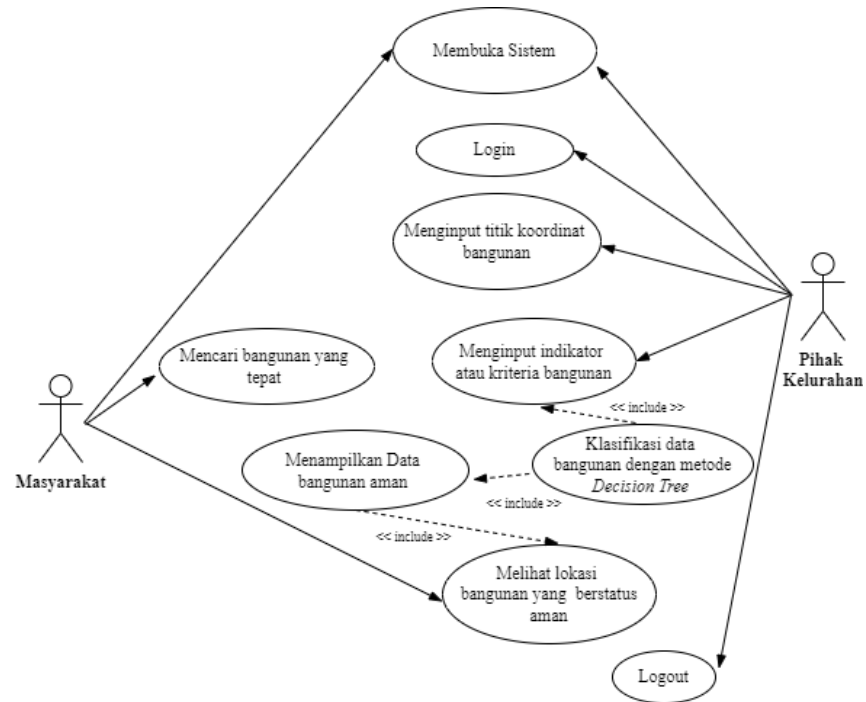 Membuka Sistem
Login
Menginput titik koordinat
bangunan
Mencari bangunan yang
tepat
Menginput indikator
atau kriteria bangunan
Pihak
Kelurahan
<< include >>
Masyarakat
Menampilkan Data
bangunan aman
Klasifikasi data
bangunan dengan metode
Decision Tree
<< include >>
<< include >>
Melihat lokasi
bangunan yang berstatus
aman
Logout